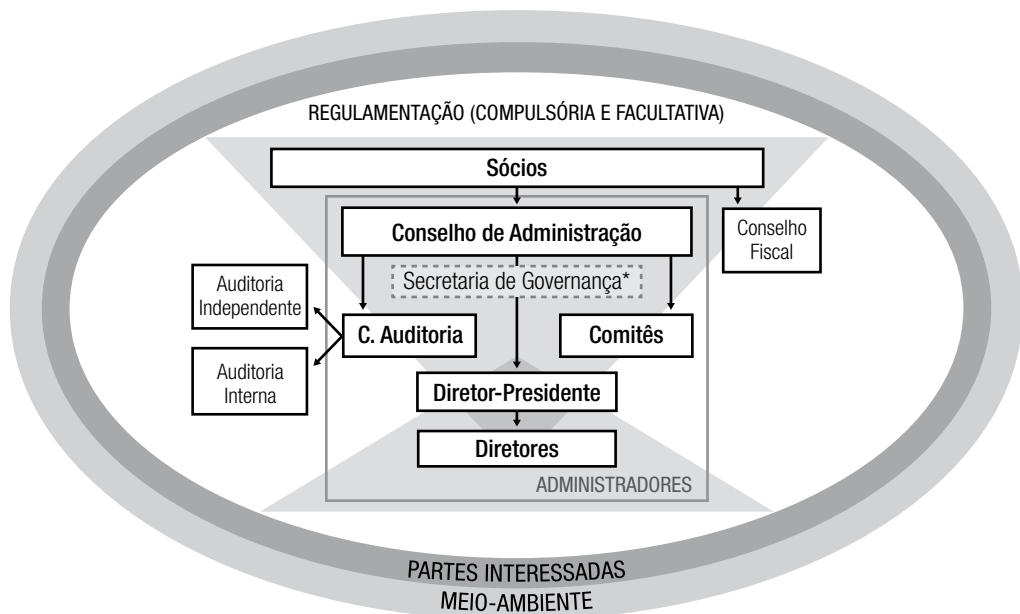 REGULAMENTAÇÃO (COMPULSÓRIA E FACULTATIVA)
Sócios
Conselho de Administração
Conselho
Fiscal
Secretaria de Governança*
Auditoria
Independente
C. Auditoria
Comitês
Auditoria
Interna
Diretor-Presidente
Diretores
ADMINISTRADORES
PARTES INTERESSADAS
MEIO-AMBIENTE